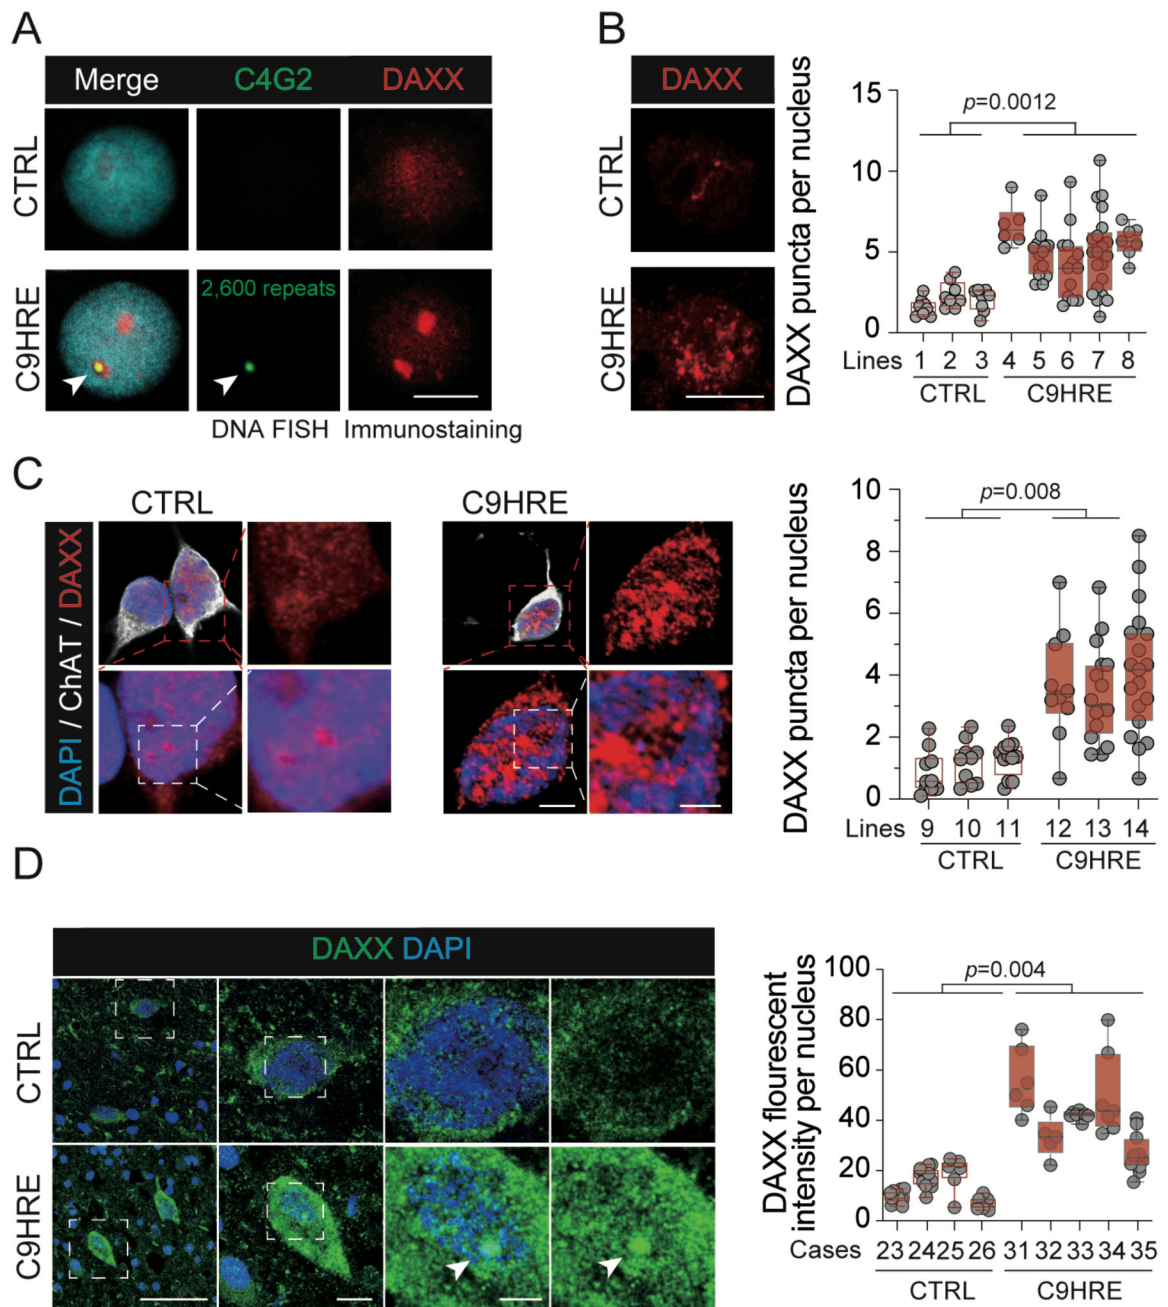 A
Merge C4G2 DAXX
CTRL
C9HRE
2,600 repeats
DNA FISH Immunostaining
B
DAXX
CTRL
C9HRE
DAXX puncta per nucleus
p=0.0012
15
10
5
0
Lines 1 2 3 4 5 6 7 8
CTRL C9HRE
C
CTRL C9HRE
DAPI / ChAT / DAXX
DAXX puncta per nucleus
p=0.008
10
8
6
4
2
0
Lines 9 10 11 12 13 14
CTRL C9HRE
D
DAXX DAPI
CTRL
C9HRE
DAXX flourescent
intensity per nucleus
p=0.004
100
80
60
40
20
0
Cases 23 24 25 26 31 32 33 34 35
CTRL C9HRE